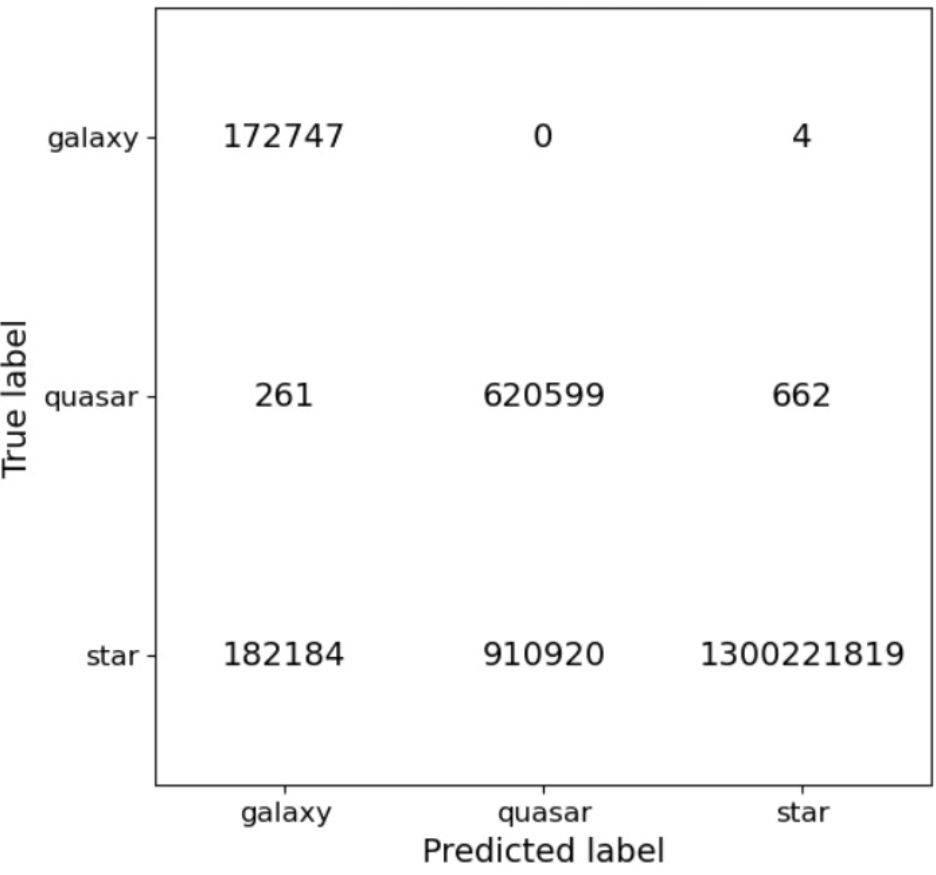 galaxy 172747 0 4
quasar 261 620599 662
star 182184 910920 1300221819
galaxy quasar star
Predicted label
True label